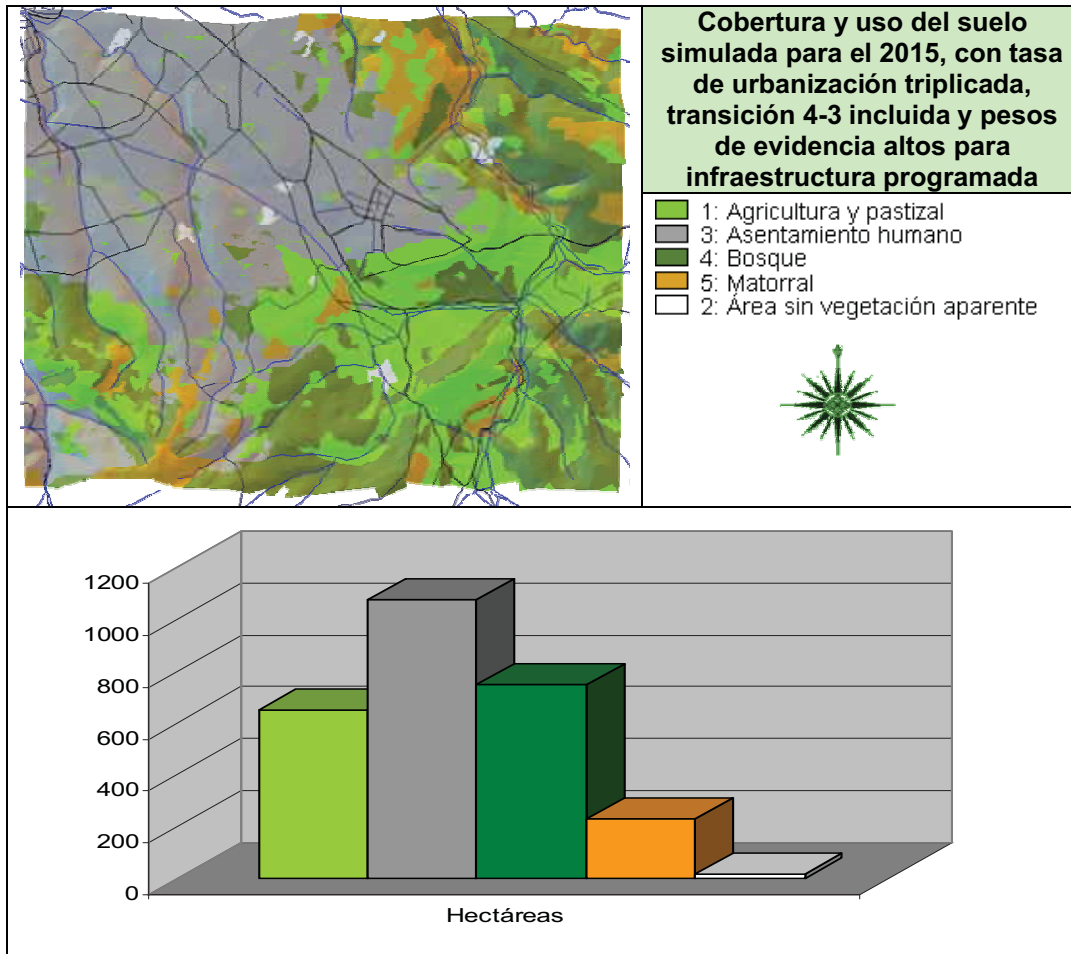 Cobertura y uso del suelo
simulada para el 2015, con tasa
de urbanización triplicada,
transición 4-3 incluida y pesos
de evidencia altos para
infraestructura programada
1: Agricultura y pastizal
3: Asentamiento humano
4: Bosque
5: Matorral
2: Área sin vegetación aparente
1200
1000
800
600
400
200
0
Hectáreas